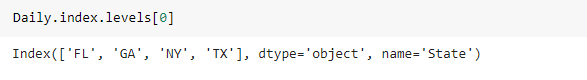 Daily.index.levels[0]
Index(['FL', 'GA', 'NY', 'TX'], dtype='object', name='State')